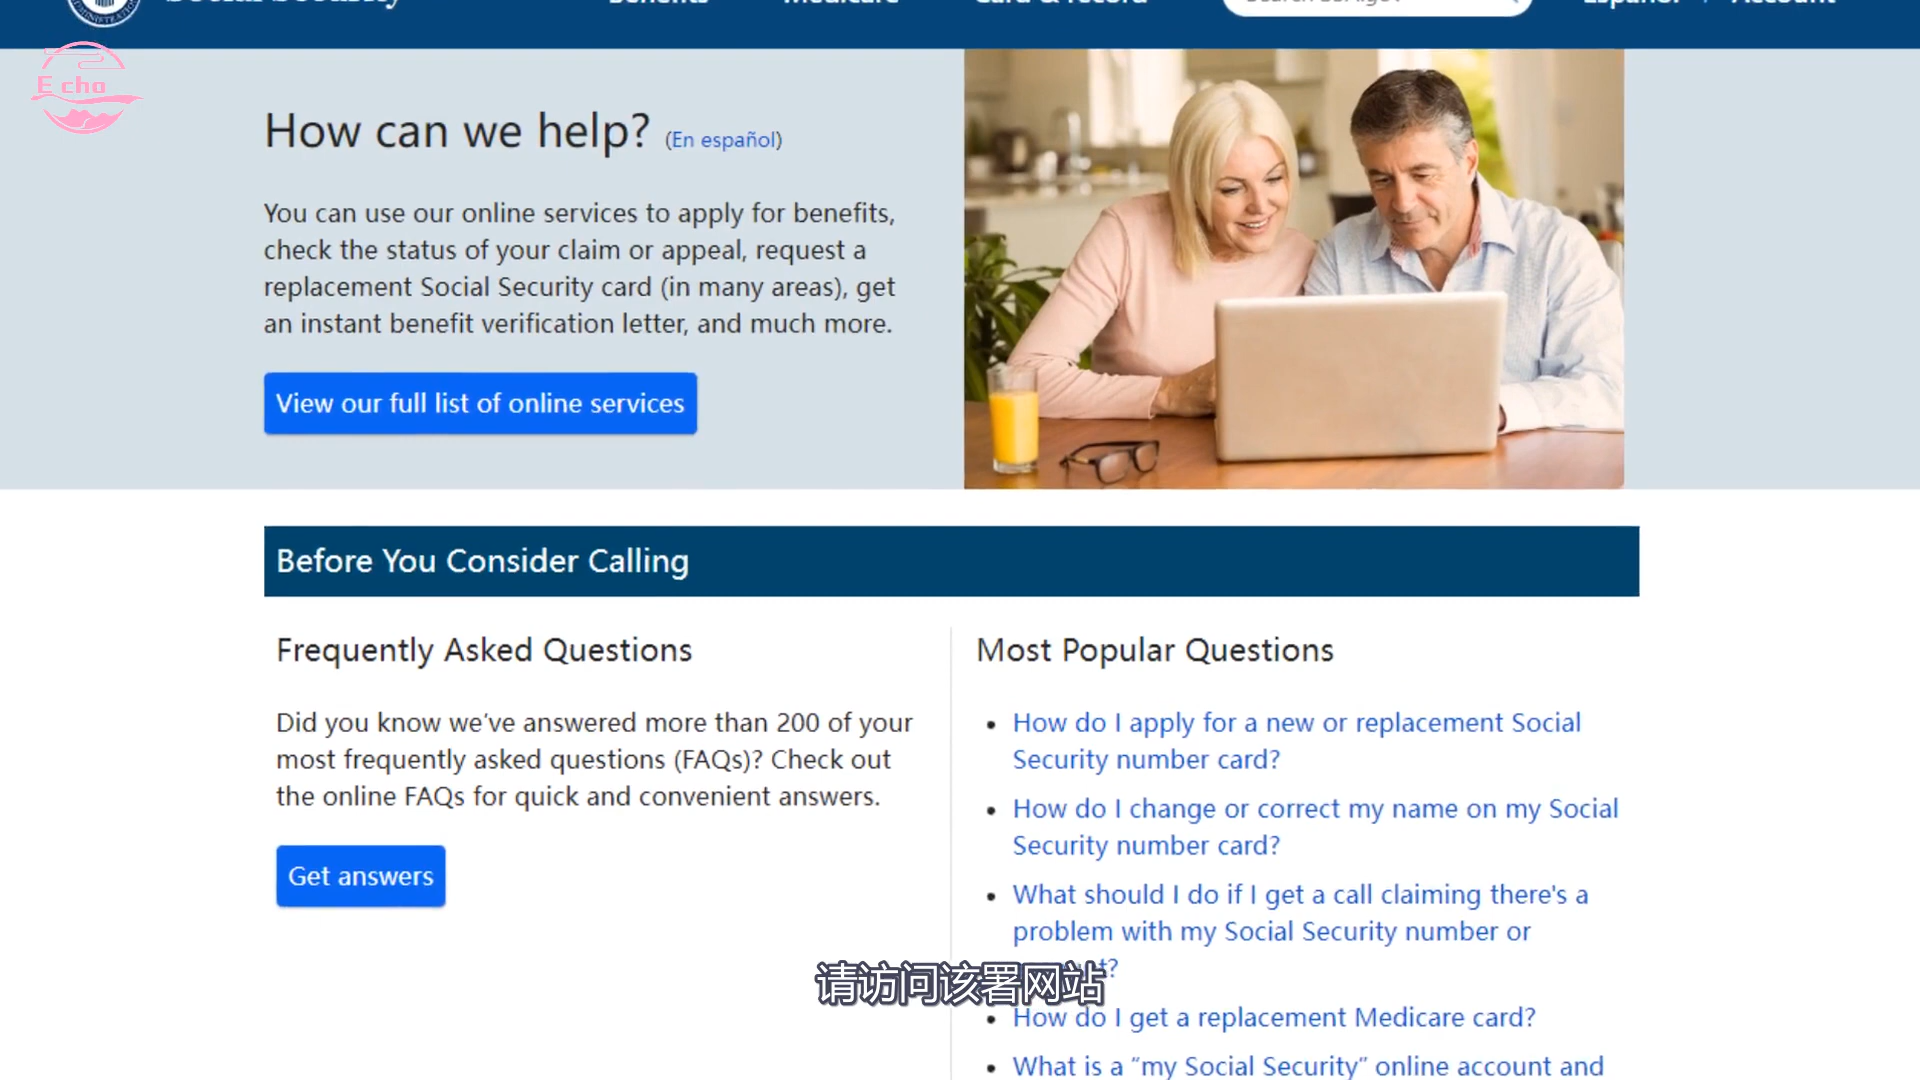 Social Security
Benefits
Medicare
Card & record
Search SSA.gov
Español
Account
E cho
How can we help? (En español)
You can use our online services to apply for benefits,
check the status of your claim or appeal, request a
replacement Social Security card (in many areas), get
an instant benefit verification letter, and much more.
View our full list of online services
Before You Consider Calling
Frequently Asked Questions
Did you know we've answered more than 200 of your
most frequently asked questions (FAQs)? Check out
the online FAQs for quick and convenient answers.
Get answers
Most Popular Questions
• How do I apply for a new or replacement Social
Security number card?
• How do I change or correct my name on my Social
Security number card?
• What should I do if I get a call claiming there's a
problem with my Social Security number or
• How do I get a replacement Medicare card?
• What is a “my Social Security” online account and
请访问该署网站